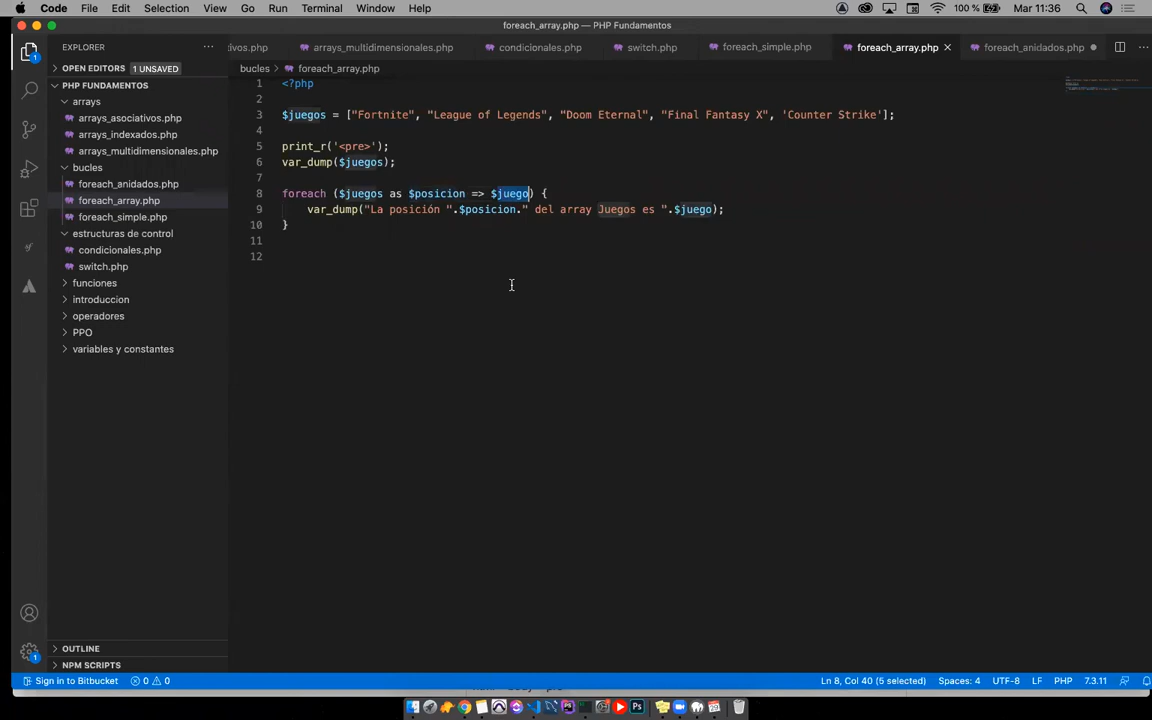 Code File Edit Selection View Go Run Terminal Window Help 100 % Mar 11:36
foreach_array.php — PHP Fundamentos
EXPLORER
tivos.php arrays_multidimensionales.php condicionales.php switch.php foreach_simple.php foreach_array.php foreach_anidados.php
OPEN EDITORS 1 UNSAVED
bucles > foreach_array.php
PHP FUNDAMENTOS
arrays
arrays_asociativos.php
arrays_indexados.php
arrays_multidimensionales.php
bucles
foreach_anidados.php
foreach_array.php
foreach_simple.php
estructuras de control
condicionales.php
switch.php
funciones
introduccion
operadores
PPO
variables y constantes
OUTLINE
NPM SCRIPTS
1 <?php
2
3 $juegos = ["Fortnite", "League of Legends", "Doom Eternal", "Final Fantasy X", 'Counter Strike'];
4
5 print_r('<pre>');
6 var_dump($juegos);
7
8 foreach ($juegos as $posicion => $juego) {
9 var_dump("La posición ".$posicion." del array Juegos es ".$juego);
10 }
11
12
Sign in to Bitbucket 0 0 Ln 8, Col 40 (5 selected) Spaces: 4 UTF-8 LF PHP 7.3.11